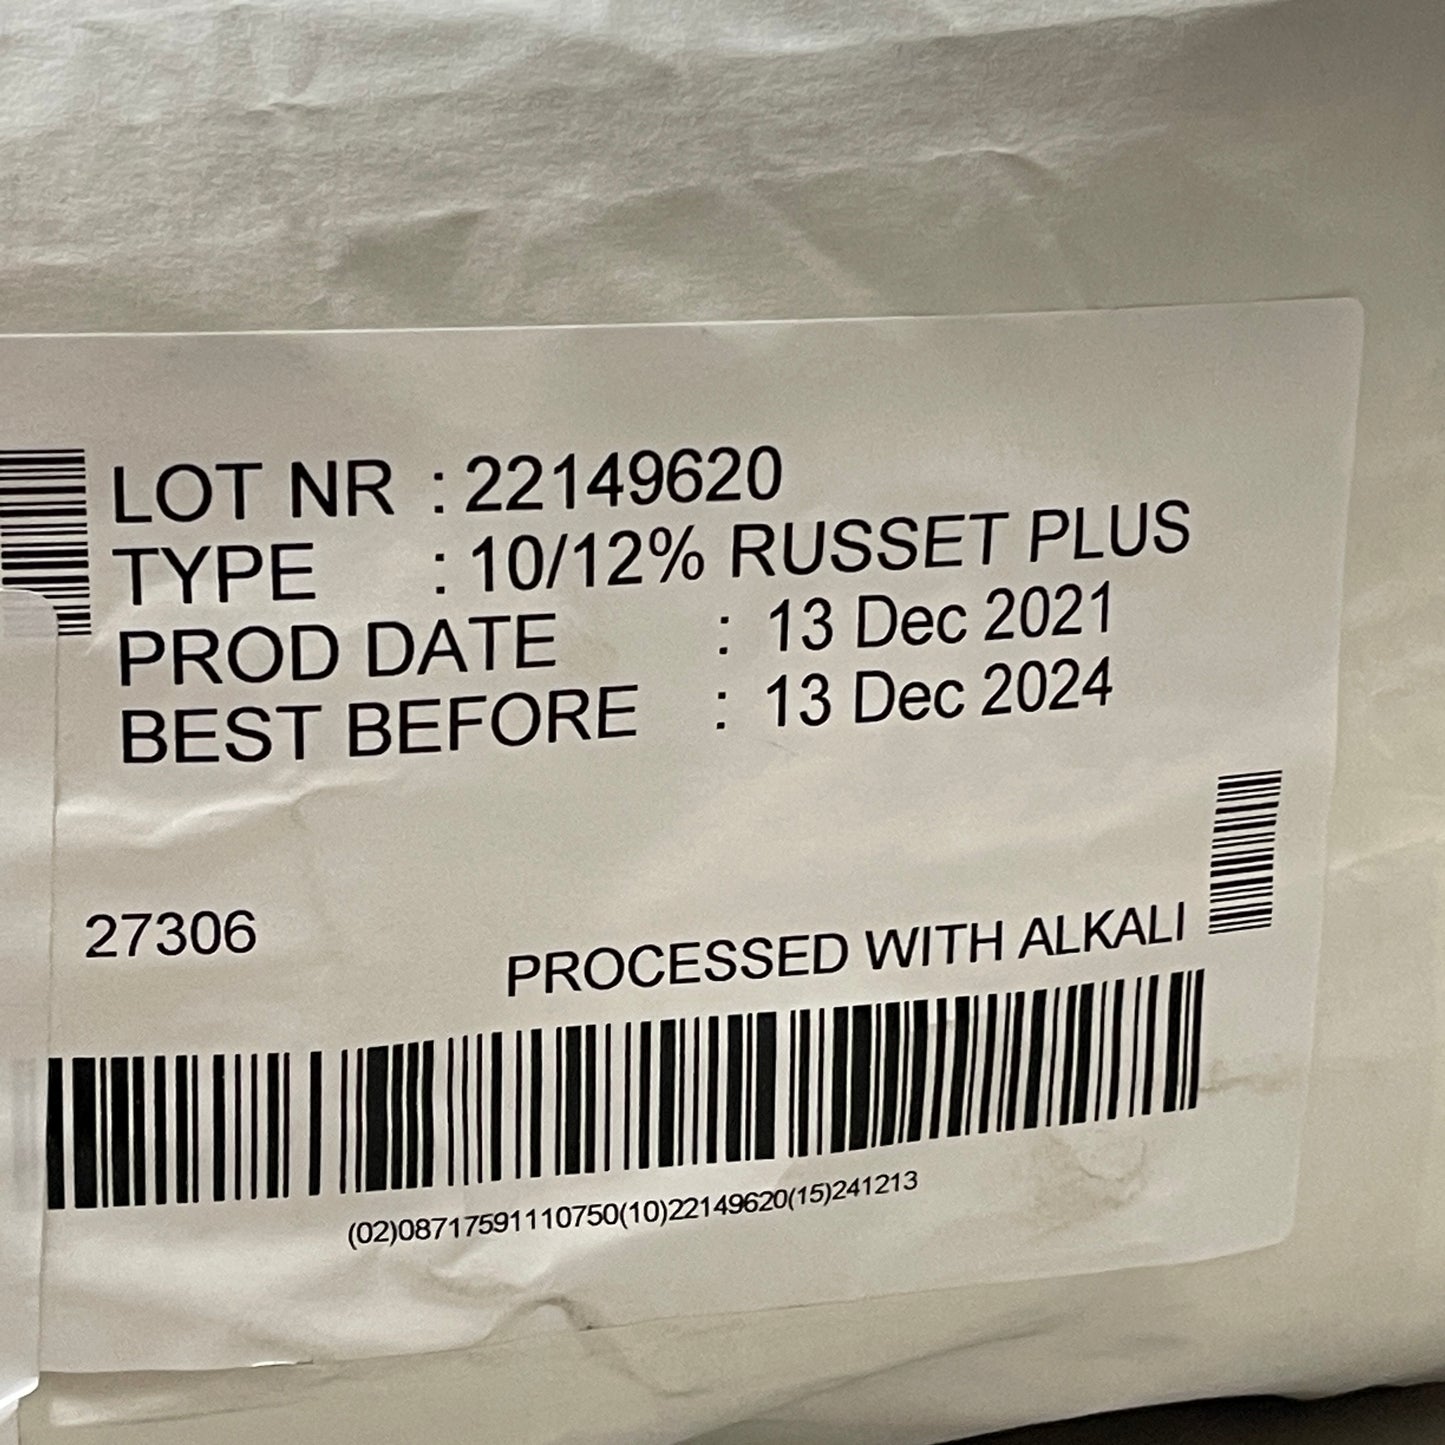 LOT NR : 22149620
TYPE : 10/12% RUSSET PLUS
PROD DATE : 13 Dec 2021
BEST BEFORE : 13 Dec 2024
27306
PROCESSED WITH ALKALI
(02)08717591110750(10)22149620(15)241213